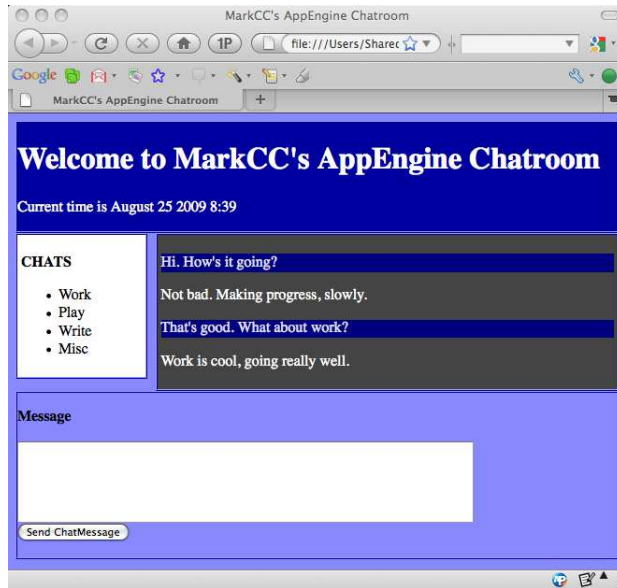 MarkCC's AppEngine Chatroom
1P
file:///Users/Sharec
Google
MarkCC's AppEngine Chatroom
+
Welcome to MarkCC's AppEngine Chatroom
Current time is August 25 2009 8:39
CHATS
• Work
• Play
• Write
• Misc
Hi. How's it going?
Not bad. Making progress, slowly.
That's good. What about work?
Work is cool, going really well.
Message
Send ChatMessage